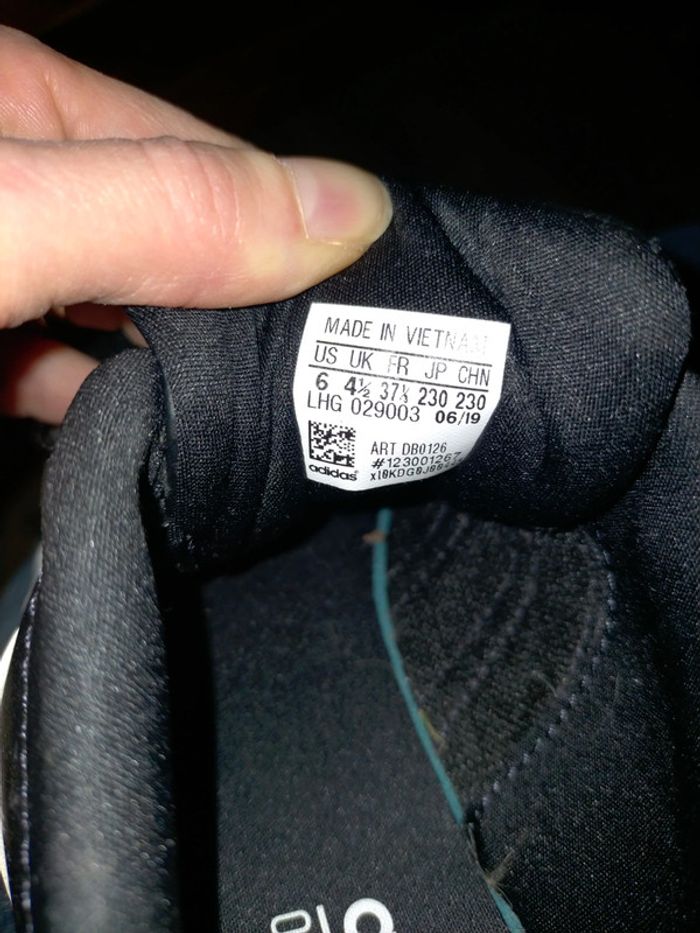 MADE IN VIETNAM
US UK FR JP CHN
6 4½ 37⅓ 230 230
LHG 029003 06/19
ART DB0126
#123001267
adidas